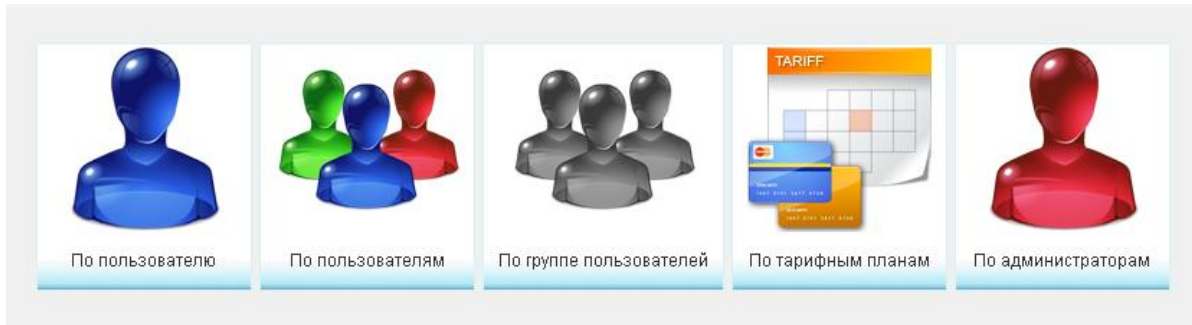 TARIFF
По пользователю
По пользователям
По группе пользователей
По тарифным планам
По администраторам